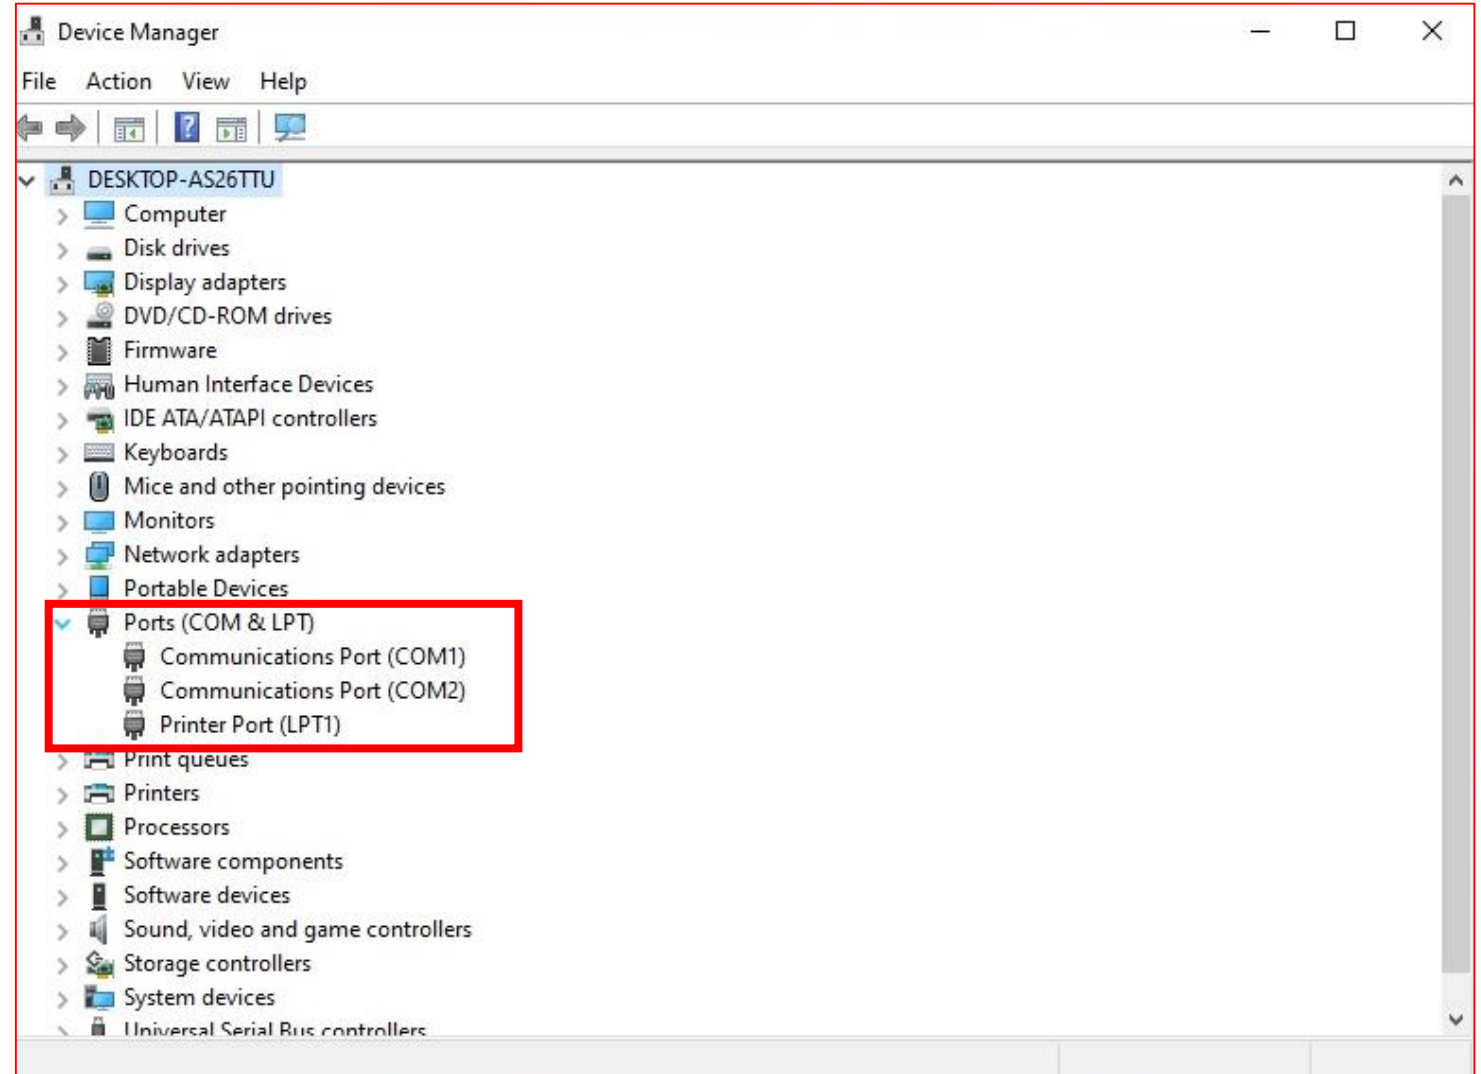 Device Manager
File Action View Help
DESKTOP-AS26TTU
Computer
Disk drives
Display adapters
DVD/CD-ROM drives
Firmware
Human Interface Devices
IDE ATA/ATAPI controllers
Keyboards
Mice and other pointing devices
Monitors
Network adapters
Portable Devices
Ports (COM & LPT)
Communications Port (COM1)
Communications Port (COM2)
Printer Port (LPT1)
Print queues
Printers
Processors
Software components
Software devices
Sound, video and game controllers
Storage controllers
System devices
Universal Serial Bus controllers